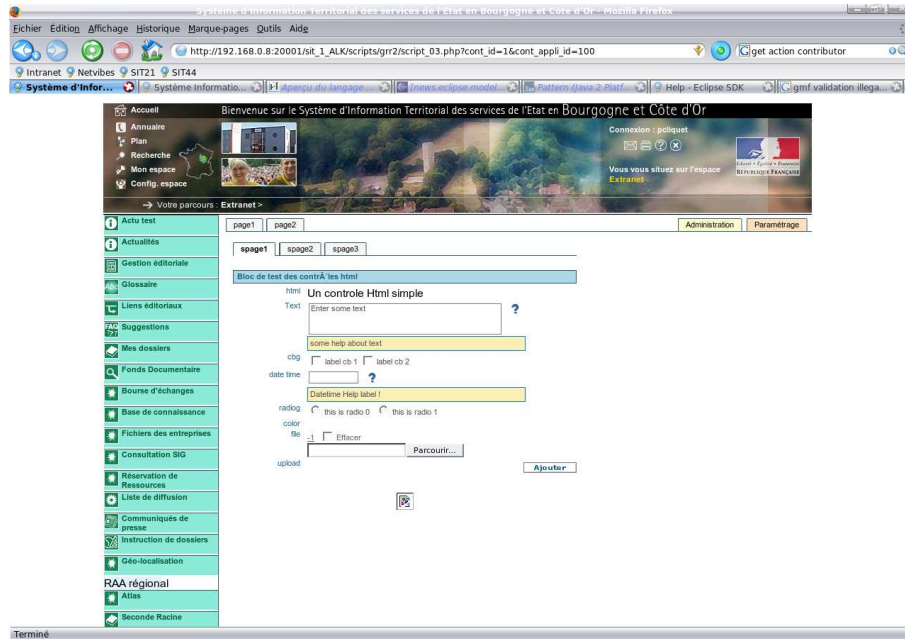 Système d'Information Territorial des services de l'Etat en Bourgogne et Côte d'Or - Mozilla Firefox
Fichier Edition Affichage Historique Marque-pages Outils Aide
http://192.168.0.8:20001/sit_1_ALK/scripts/grr2/script_03.php?cont_id=1&cont_appli_id=100
get action contributor
Intranet Netvibes SIT21 SIT44
Système d'Infor... Système Informatio... Aperçu du langage ... [news.eclipse.model... Pattern (Java 2 Platf... Help - Eclipse SDK gmf validation illega...
Accueil
Bienvenue sur le Système d'Information Territorial des services de l'Etat en Bourgogne et Côte d'Or
Annuaire
Plan
Recherche
Mon espace
Config. espace
Connexion : pcliquet
Vous vous situez sur l'espace
Extranet
Liberté • Égalité • Fraternité
RÉPUBLIQUE FRANÇAISE
→ Votre parcours : Extranet >
Actu test
Actualités
Gestion éditoriale
Abc Glossaire
Liens éditoriaux
FAQ Suggestions
Mes dossiers
Fonds Documentaire
Bourse d'échanges
Base de connaissance
Fichiers des entreprises
Consultation SIG
Réservation de
Ressources
Liste de diffusion
Communiqués de
presse
Instruction de dossiers
Géo-localisation
RAA régional
Atlas
Seconde Racine
page1 page2
Administration Paramétrage
spage1 spage2 spage3
Bloc de test des contrÃ´les html
html Un controle Html simple
Text Enter some text ?
some help about text
cbg label cb 1 label cb 2
date time ?
Datetime Help label !
radiog this is radio 0 this is radio 1
color
file -1 Effacer
Parcourir...
upload
Ajouter
Terminé